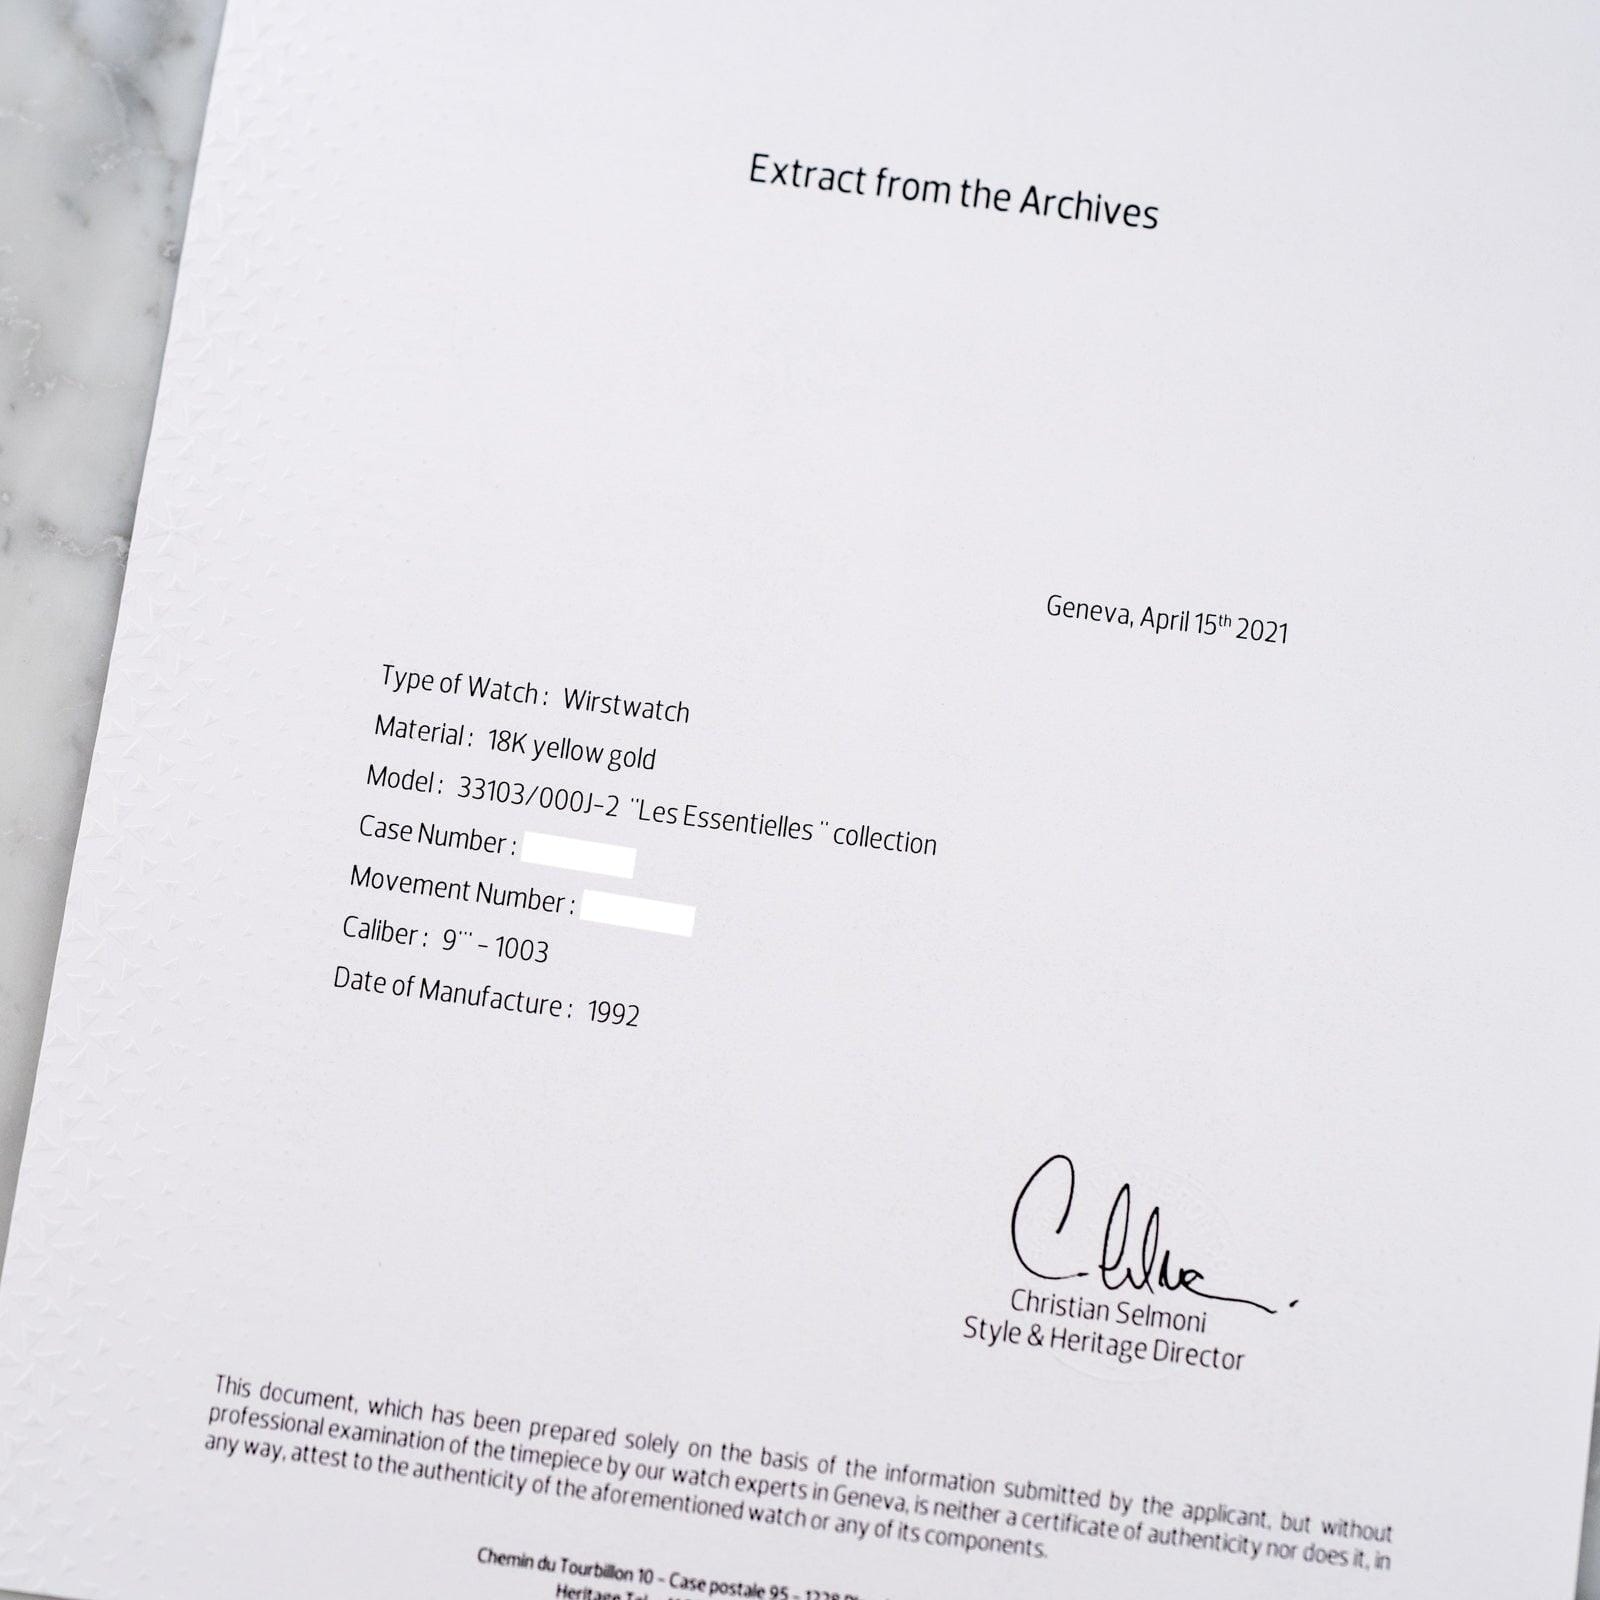 Extract from the Archives
Geneva, April 15th 2021
Type of Watch : Wirstwatch
Material : 18K yellow gold
Model : 33103/000J-2 ¨Les Essentielles ¨ collection
Case Number :
Movement Number :
Caliber : 9''' - 1003
Date of Manufacture : 1992
Christian Selmoni
Style & Heritage Director
This document, which has been prepared solely on the basis of the information submitted by the applicant, but without
professional examination of the timepiece by our watch experts in Geneva, is neither a certificate of authenticity nor does it, in
any way, attest to the authenticity of the aforementioned watch or any of its components.
Chemin du Tourbillon 10 - Case postale 95 - 1228
Heritage Tel